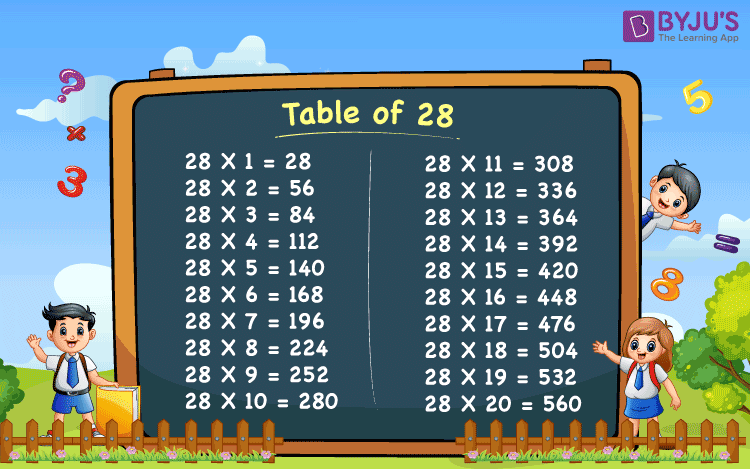 BYJU'S
The Learning App
Table of 28
28 X 1 = 28
28 X 2 = 56
28 X 3 = 84
28 X 4 = 112
28 X 5 = 140
28 X 6 = 168
28 X 7 = 196
28 X 8 = 224
28 X 9 = 252
28 X 10 = 280
28 X 11 = 308
28 X 12 = 336
28 X 13 = 364
28 X 14 = 392
28 X 15 = 420
28 X 16 = 448
28 X 17 = 476
28 X 18 = 504
28 X 19 = 532
28 X 20 = 560
?
×
3
5
=
8